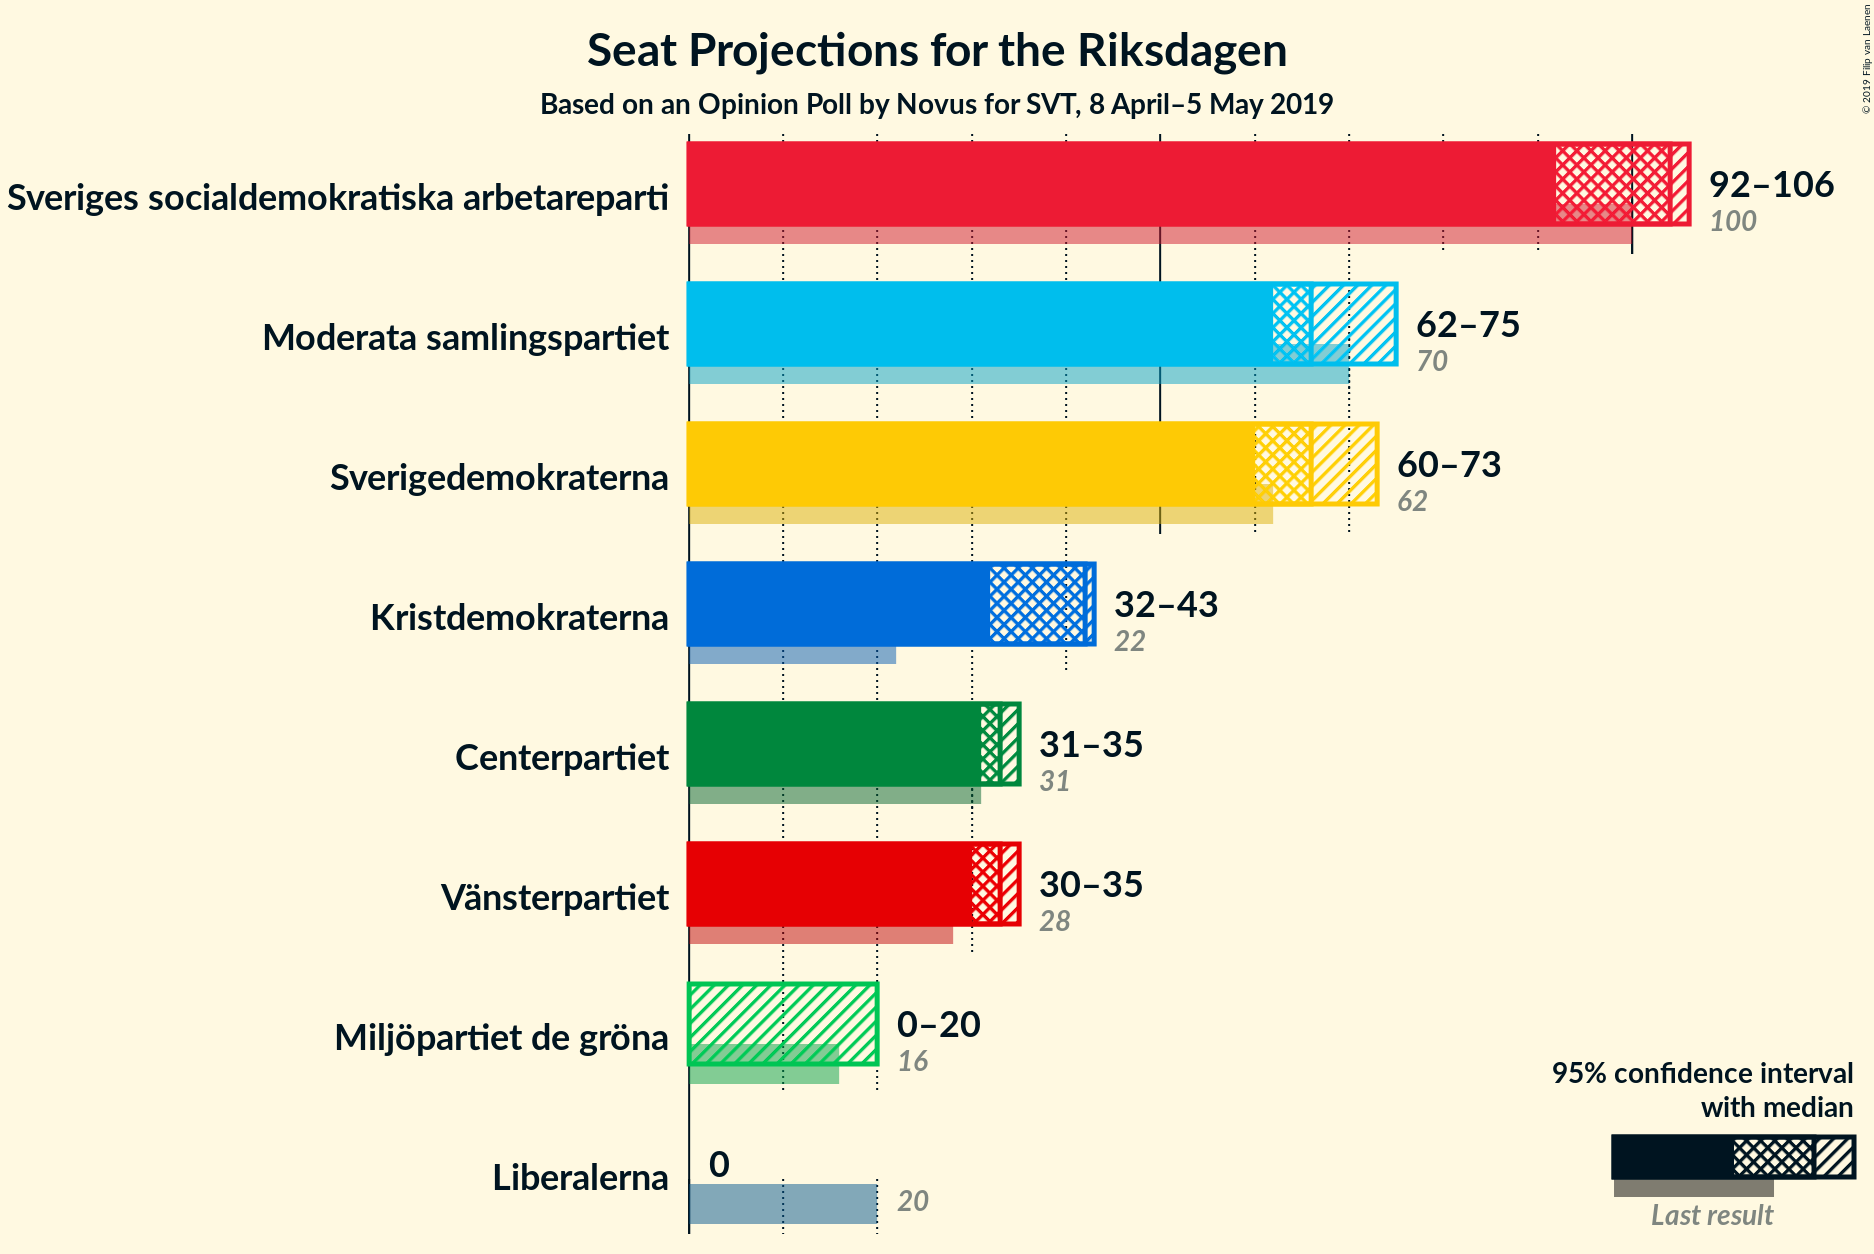 Seat Projections for the Riksdagen
Based on an Opinion Poll by Novus for SVT, 8 April–5 May 2019
© 2019 Filip van Laenen
Sveriges socialdemokratiska arbetareparti
92–106
100
Moderata samlingspartiet
62–75
70
Sverigedemokraterna
60–73
62
Kristdemokraterna
32–43
22
Centerpartiet
31–35
31
Vänsterpartiet
30–35
28
Miljöpartiet de gröna
0–20
16
Liberalerna
0
20
95% confidence interval
with median
Last result